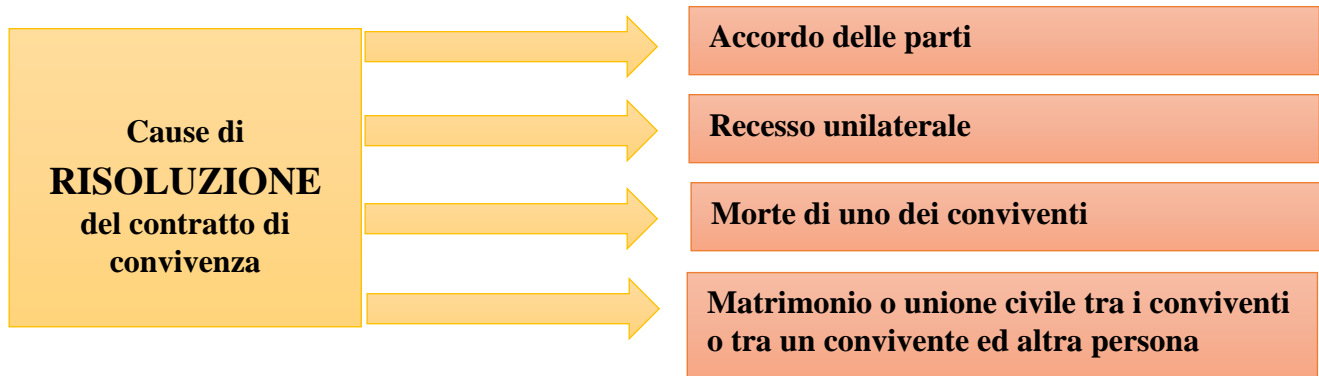 Cause di
RISOLUZIONE
del contratto di
convivenza
Accordo delle parti
Recesso unilaterale
Morte di uno dei conviventi
Matrimonio o unione civile tra i conviventi
o tra un convivente ed altra persona